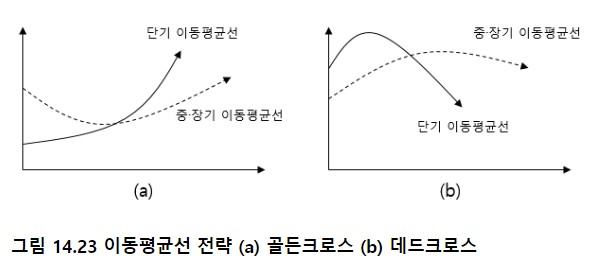 단기 이동평균선
중·장기 이동평균선
(a)
중·장기 이동평균선
단기 이동평균선
(b)
그림 14.23 이동평균선 전략 (a) 골든크로스 (b) 데드크로스